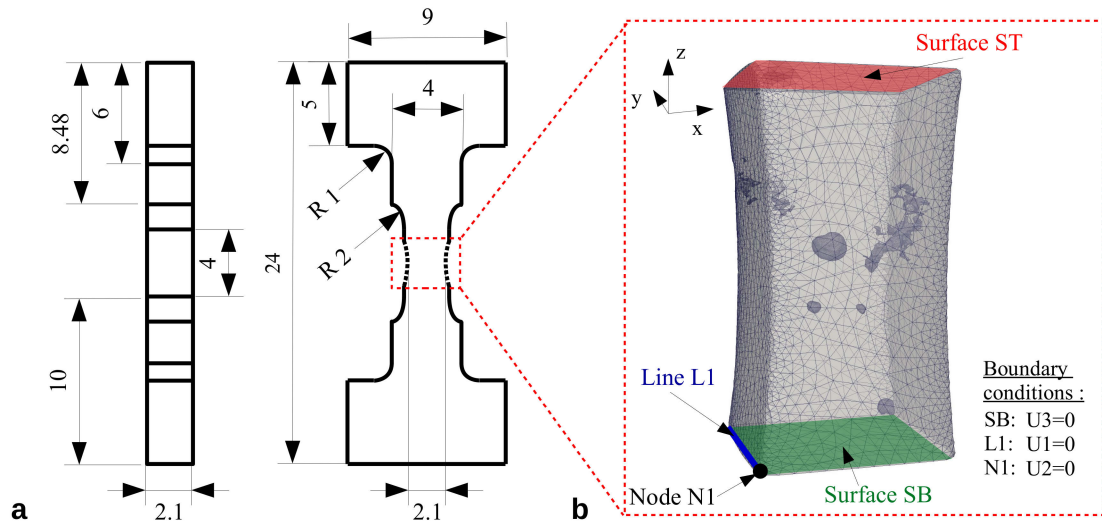 9
5
4
6
8.48
R 1
R 2
24
4
10
2.1
2.1
a
Surface ST
z
y
x
Line L1
Boundary
conditions :
SB: U3=0
L1: U1=0
N1: U2=0
Node N1
Surface SB
b